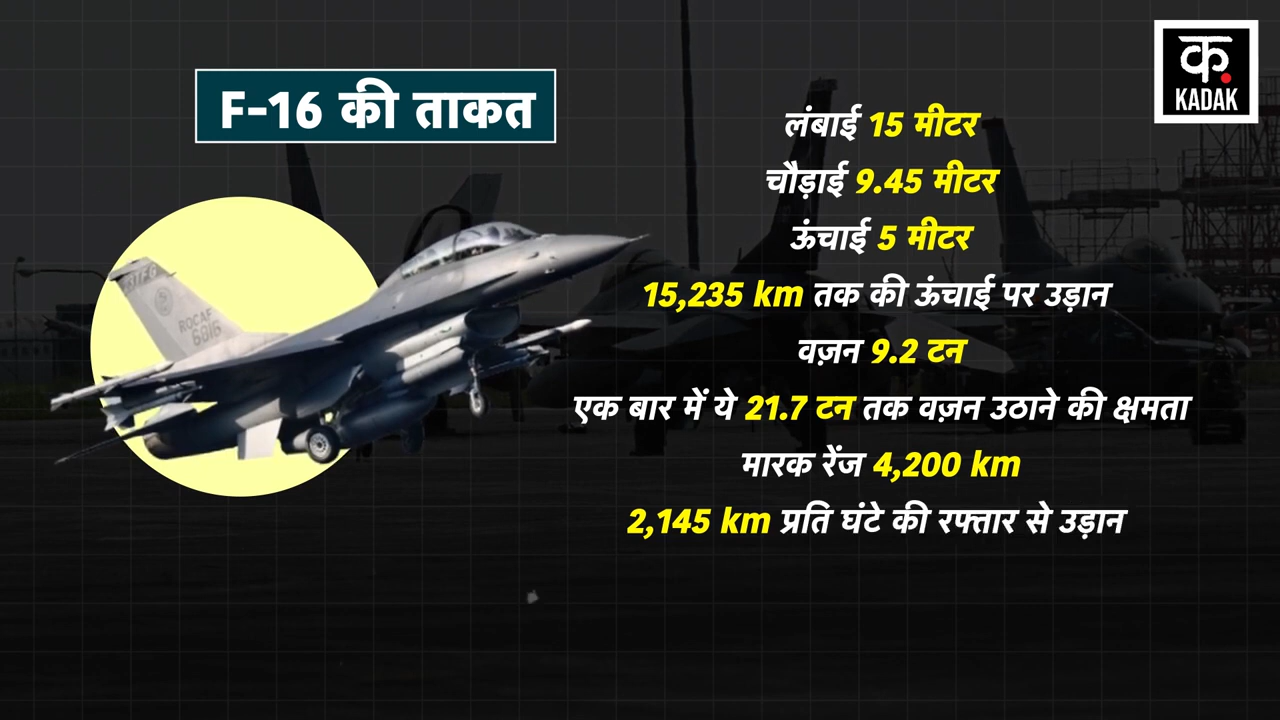 क.
KADAK
F-16 की ताकत
लंबाई 15 मीटर
चौड़ाई 9.45 मीटर
ऊंचाई 5 मीटर
15,235 km तक की ऊंचाई पर उड़ान
वज़न 9.2 टन
एक बार में ये 21.7 टन तक वज़न उठाने की क्षमता
मारक रेंज 4,200 km
2,145 km प्रति घंटे की रफ्तार से उड़ान
ROCAF
6816